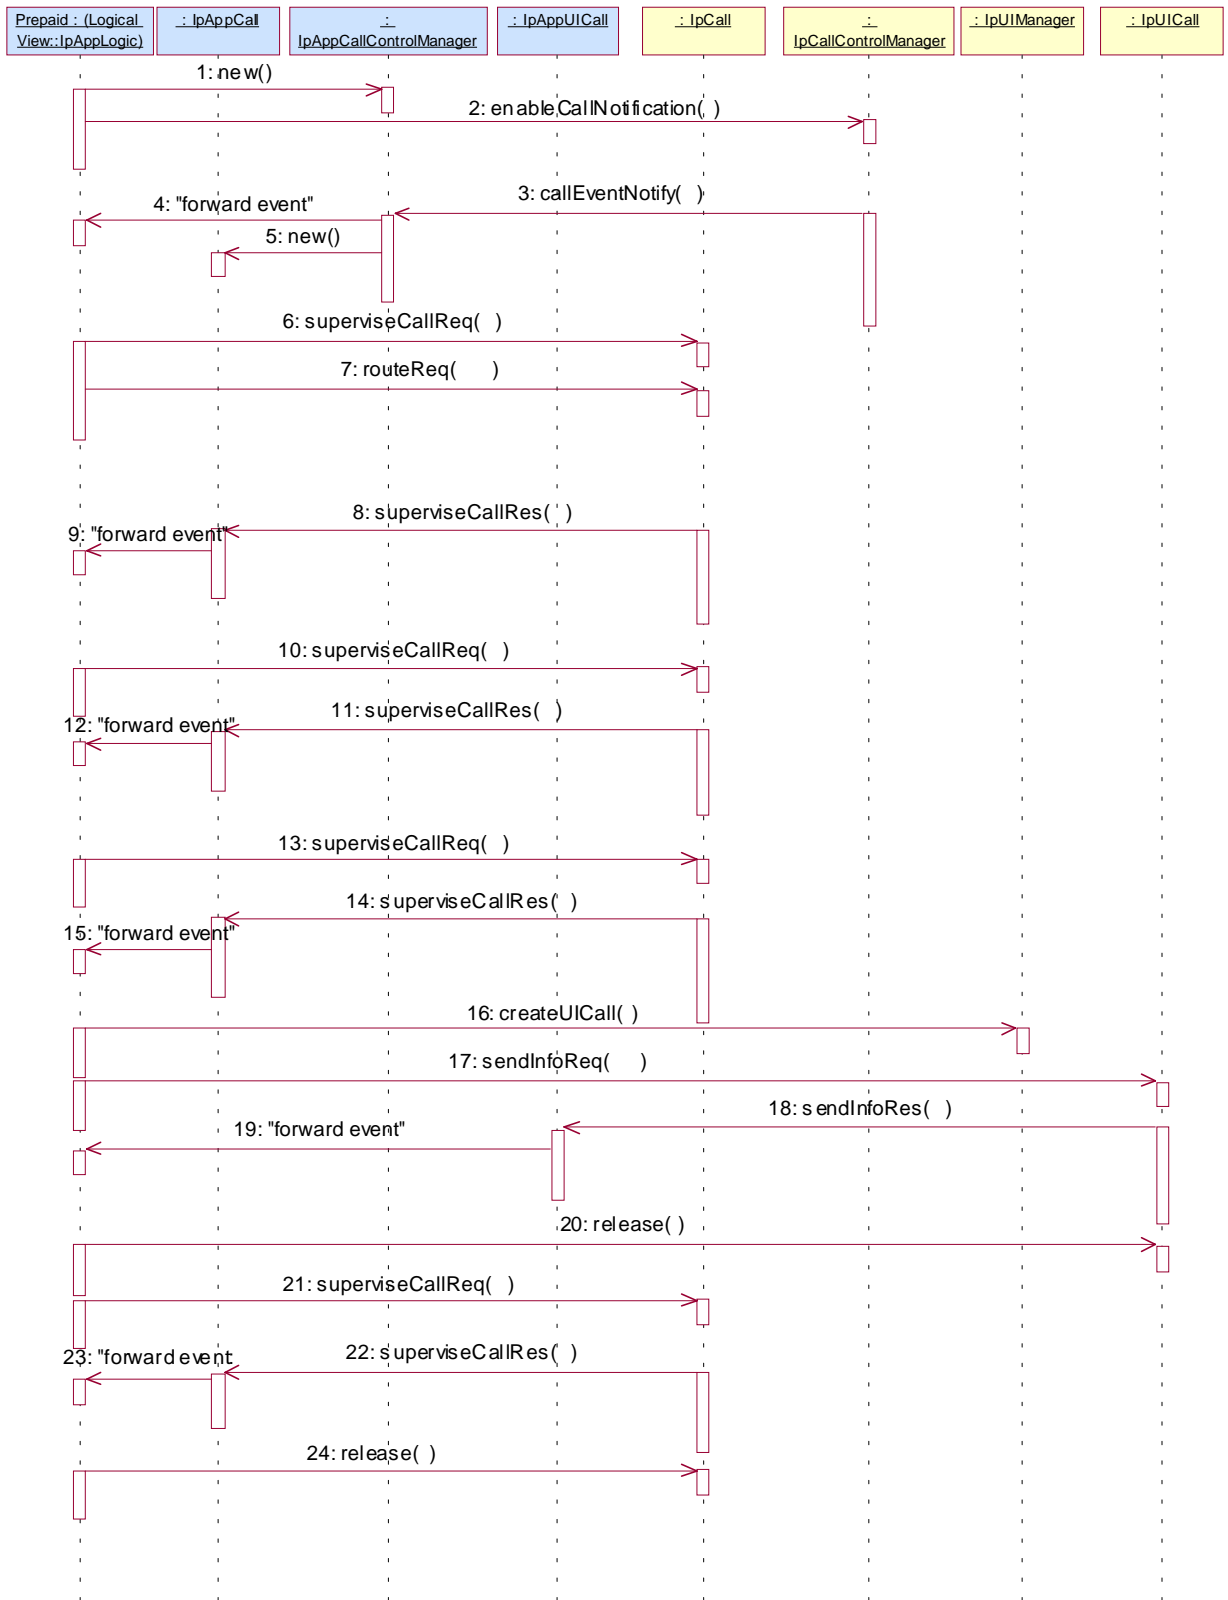 Prepaid : (Logical
View::IpAppLogic)
: IpAppCall
:
IpAppCallControlManager
: IpAppUICall
: IpCall
:
IpCallControlManager
: IpUIManager
: IpUICall
1: new()
2: enableCallNotification( )
3: callEventNotify( )
4: "forward event"
5: new()
6: superviseCallReq( )
7: routeReq( )
8: superviseCallRes( )
9: "forward event"
10: superviseCallReq( )
11: superviseCallRes( )
12: "forward event"
13: superviseCallReq( )
14: superviseCallRes( )
15: "forward event"
16: createUICall( )
17: sendInfoReq( )
18: sendInfoRes( )
19: "forward event"
20: release( )
21: superviseCallReq( )
22: superviseCallRes( )
23: "forward event
24: release( )